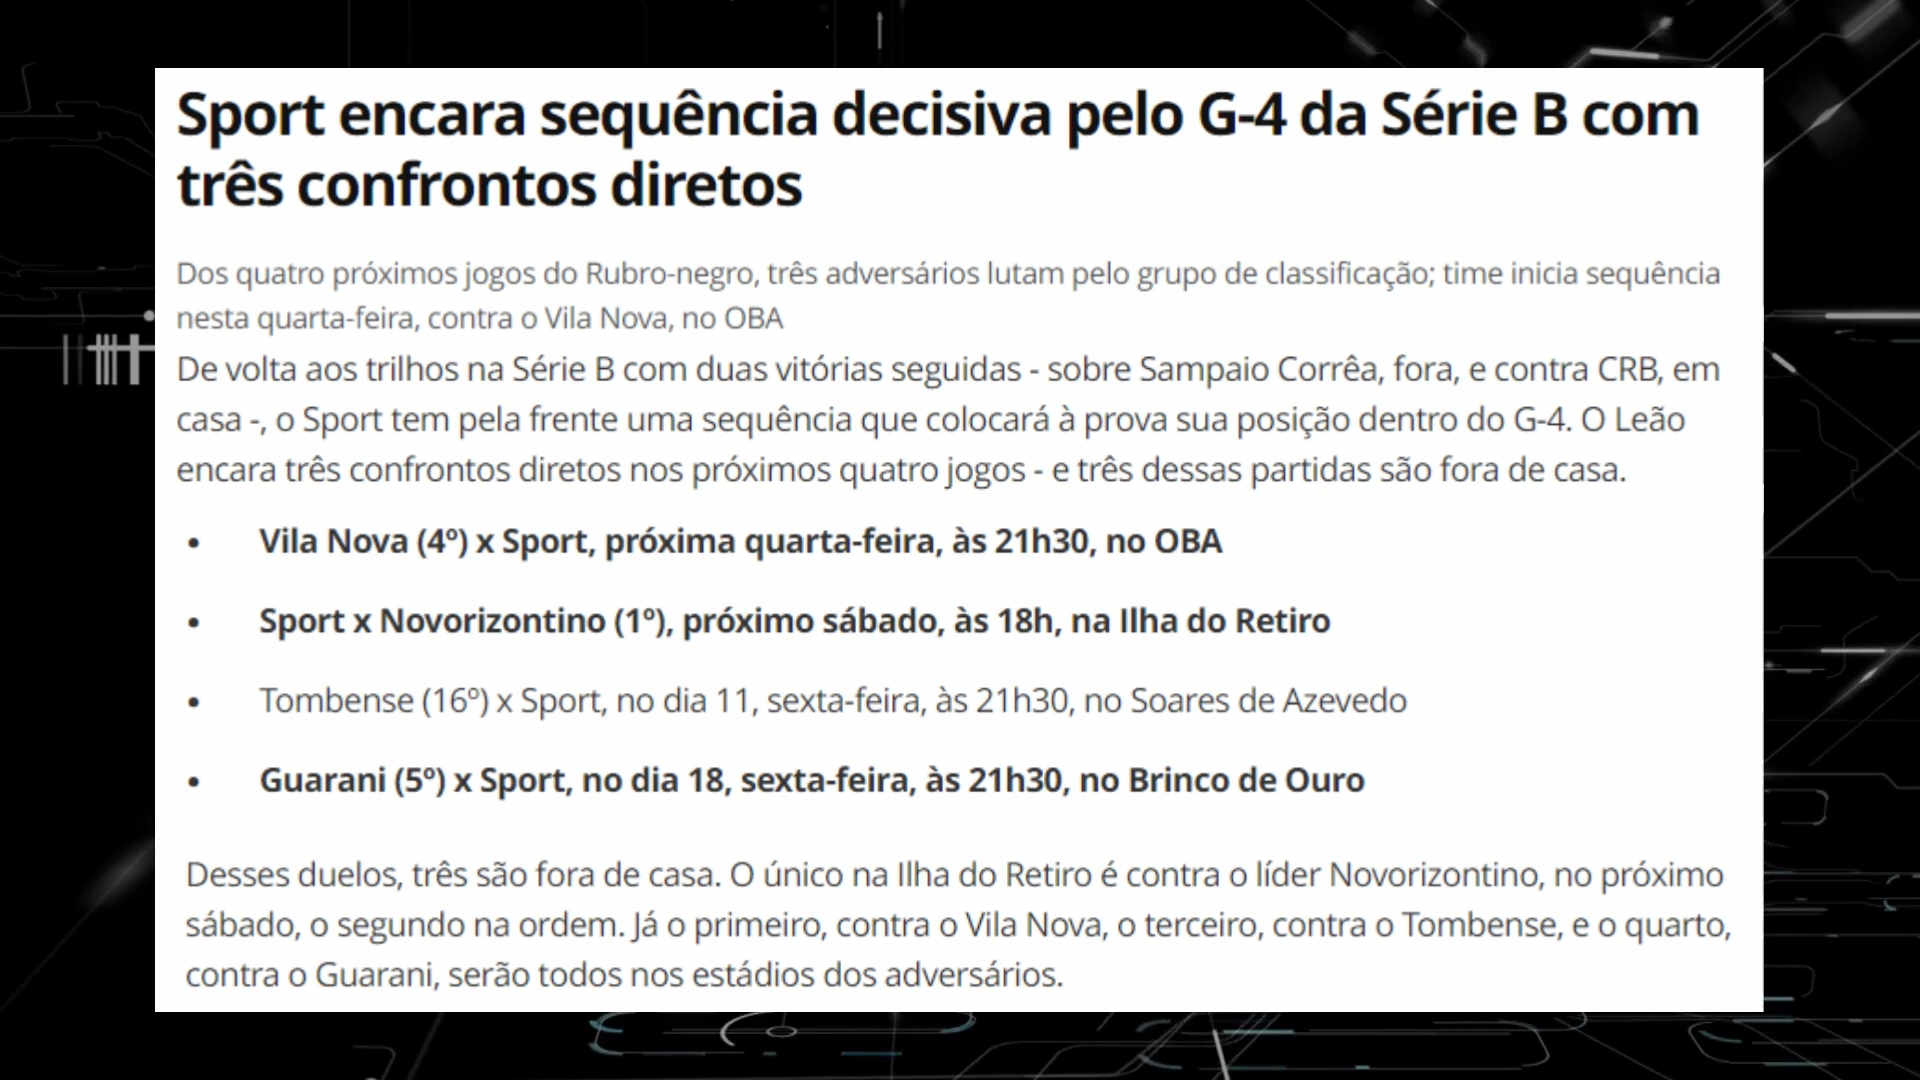 Sport encara sequência decisiva pelo G-4 da Série B com
três confrontos diretos
Dos quatro próximos jogos do Rubro-negro, três adversários lutam pelo grupo de classificação; time inicia sequência
nesta quarta-feira, contra o Vila Nova, no OBA
De volta aos trilhos na Série B com duas vitórias seguidas - sobre Sampaio Corrêa, fora, e contra CRB, em
casa -, o Sport tem pela frente uma sequência que colocará à prova sua posição dentro do G-4. O Leão
encara três confrontos diretos nos próximos quatro jogos - e três dessas partidas são fora de casa.
• Vila Nova (4º) x Sport, próxima quarta-feira, às 21h30, no OBA
• Sport x Novorizontino (1º), próximo sábado, às 18h, na Ilha do Retiro
• Tombense (16º) x Sport, no dia 11, sexta-feira, às 21h30, no Soares de Azevedo
• Guarani (5º) x Sport, no dia 18, sexta-feira, às 21h30, no Brinco de Ouro
Desses duelos, três são fora de casa. O único na Ilha do Retiro é contra o líder Novorizontino, no próximo
sábado, o segundo na ordem. Já o primeiro, contra o Vila Nova, o terceiro, contra o Tombense, e o quarto,
contra o Guarani, serão todos nos estádios dos adversários.